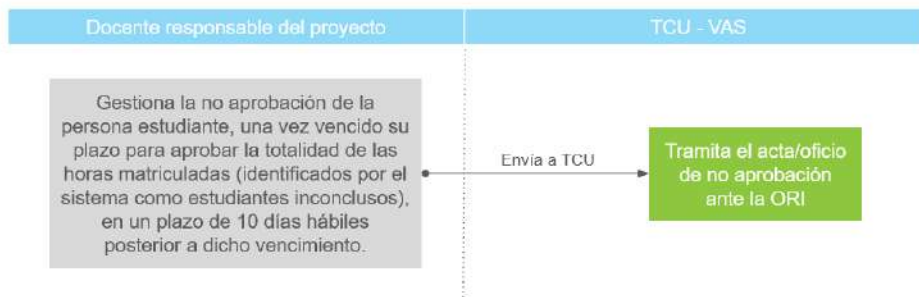 Docente responsable del proyecto
TCU - VAS
Gestiona la no aprobación de la
persona estudiante, una vez vencido su
plazo para aprobar la totalidad de las
horas matriculadas (identificados por el
sistema como estudiantes inconclusos),
en un plazo de 10 días hábiles
posterior a dicho vencimiento.
Envía a TCU
Tramita el acta/oficio
de no aprobación
ante la ORI